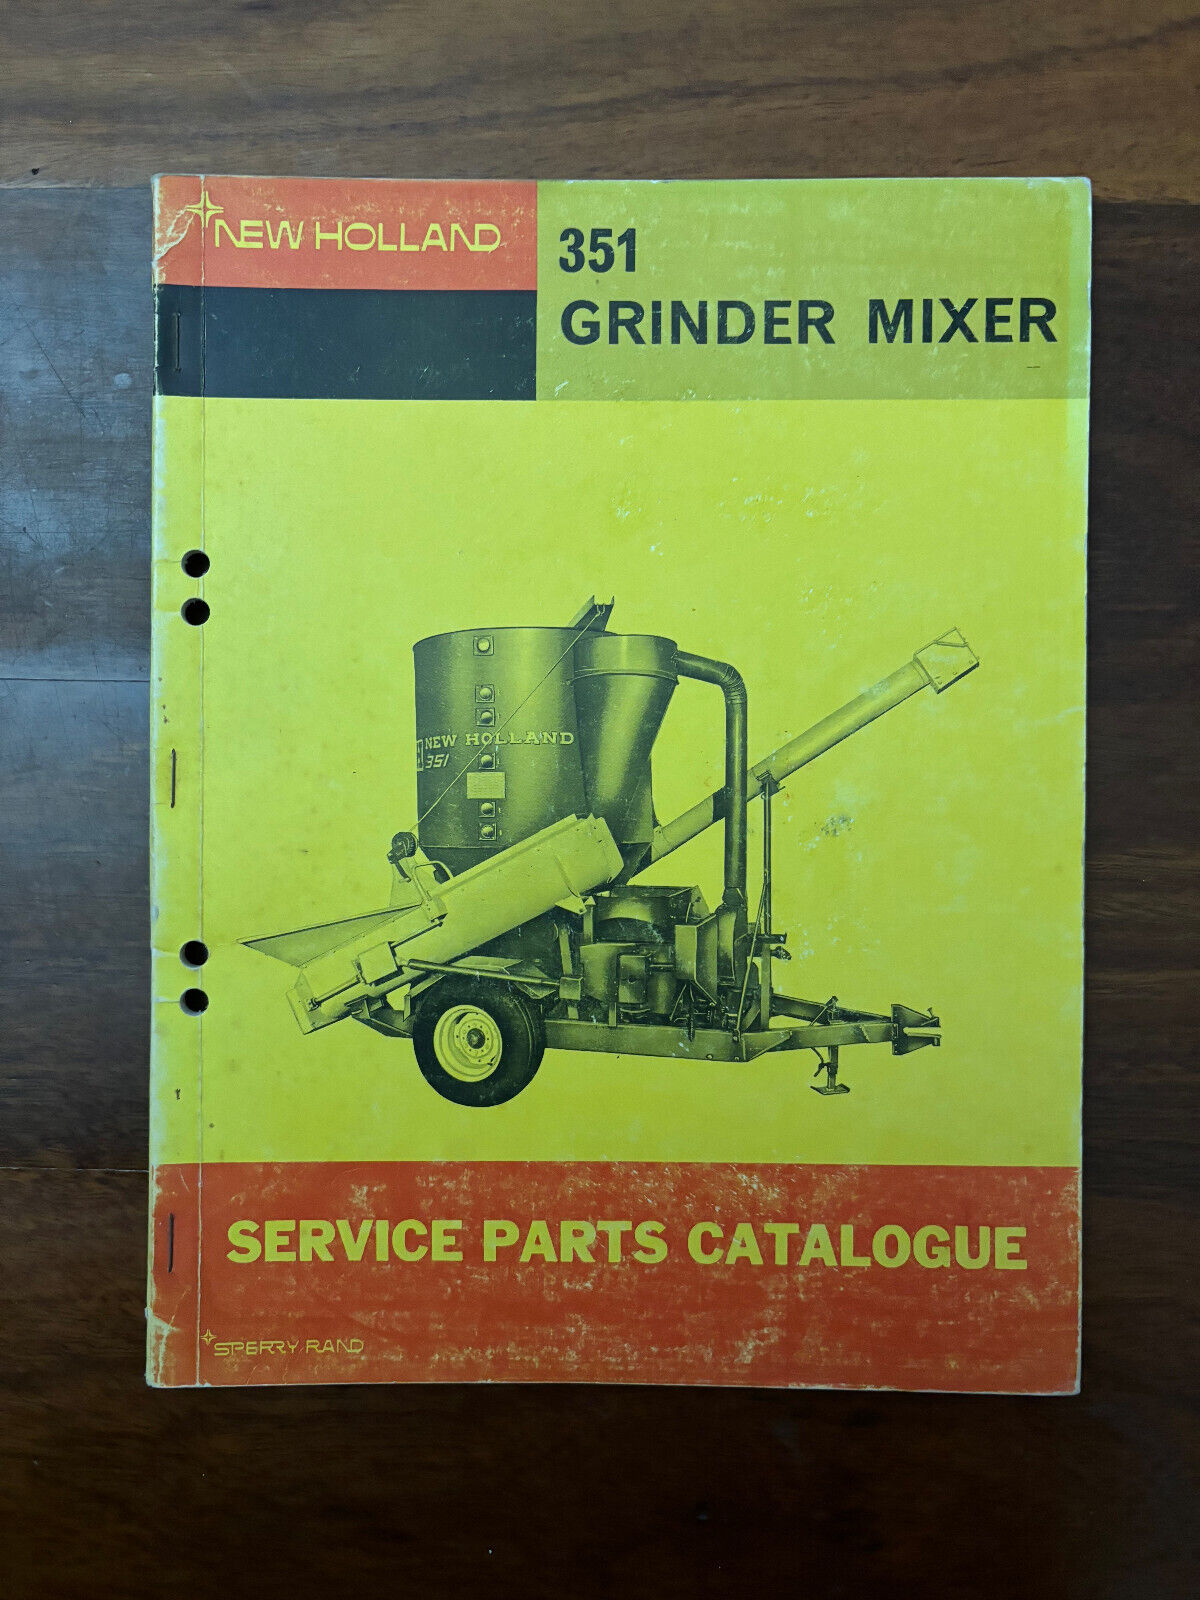 NEW HOLLAND
351
GRINDER MIXER
NEW HOLLAND
351
SERVICE PARTS CATALOGUE
SPERRY RAND